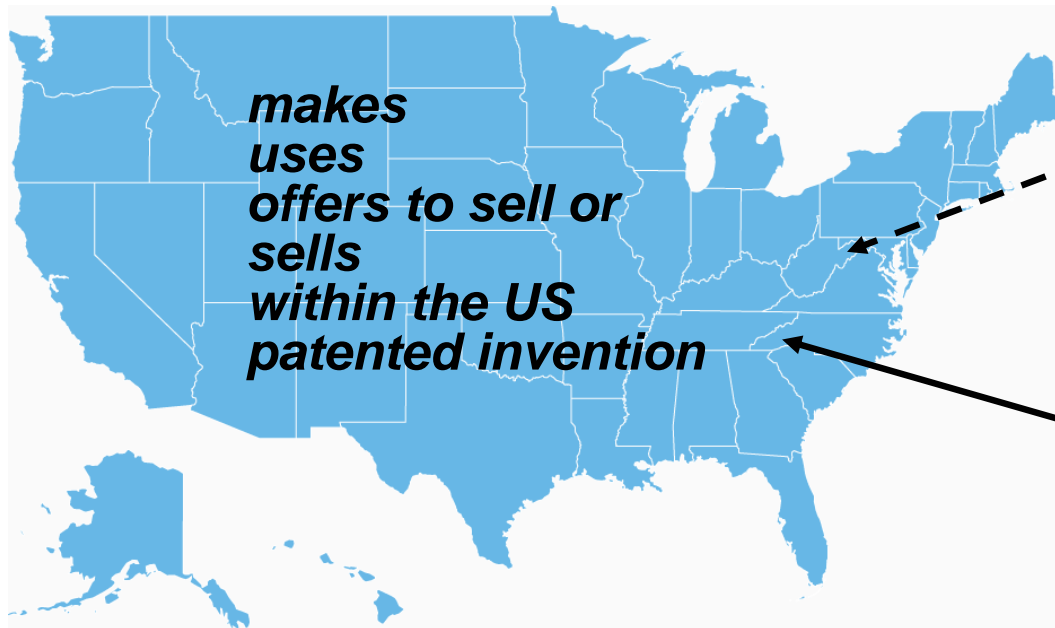 makes
uses
offers to sell or
sells
within the US
patented invention